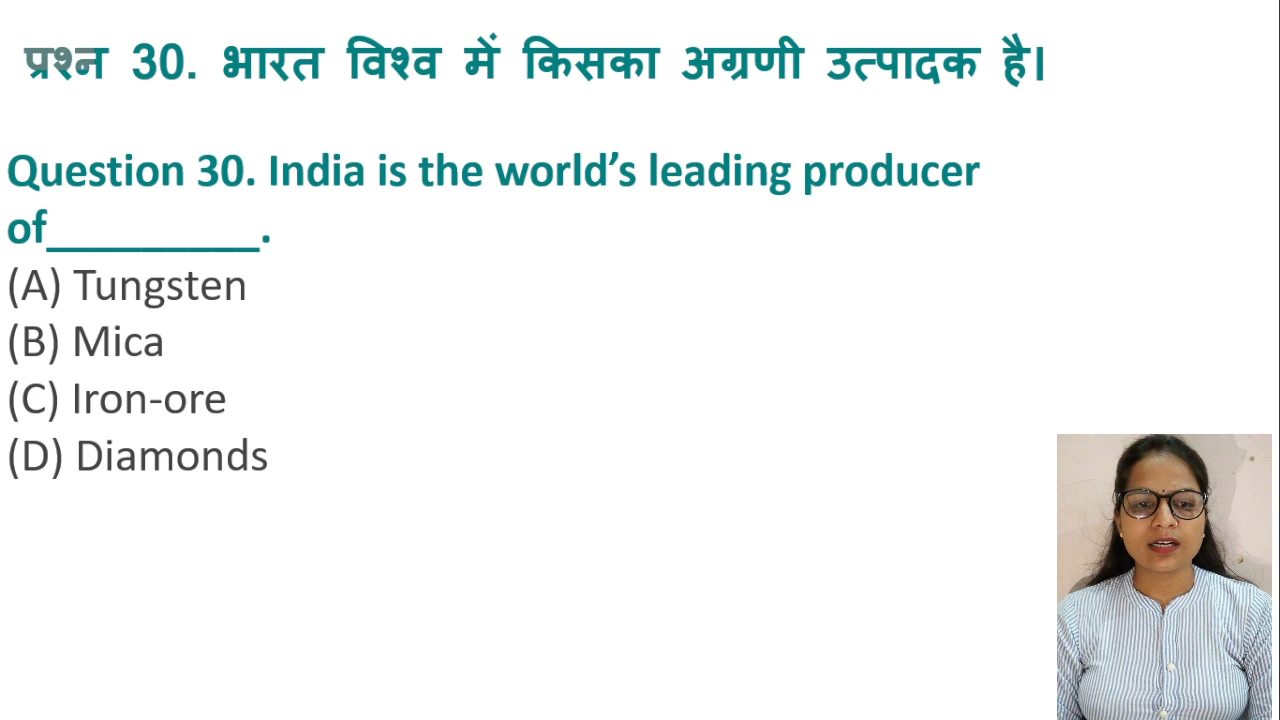 प्रश्न 30. भारत विश्व में किसका अग्रणी उत्पादक है।
Question 30. India is the world’s leading producer
of_________.
(A) Tungsten
(B) Mica
(C) Iron-ore
(D) Diamonds